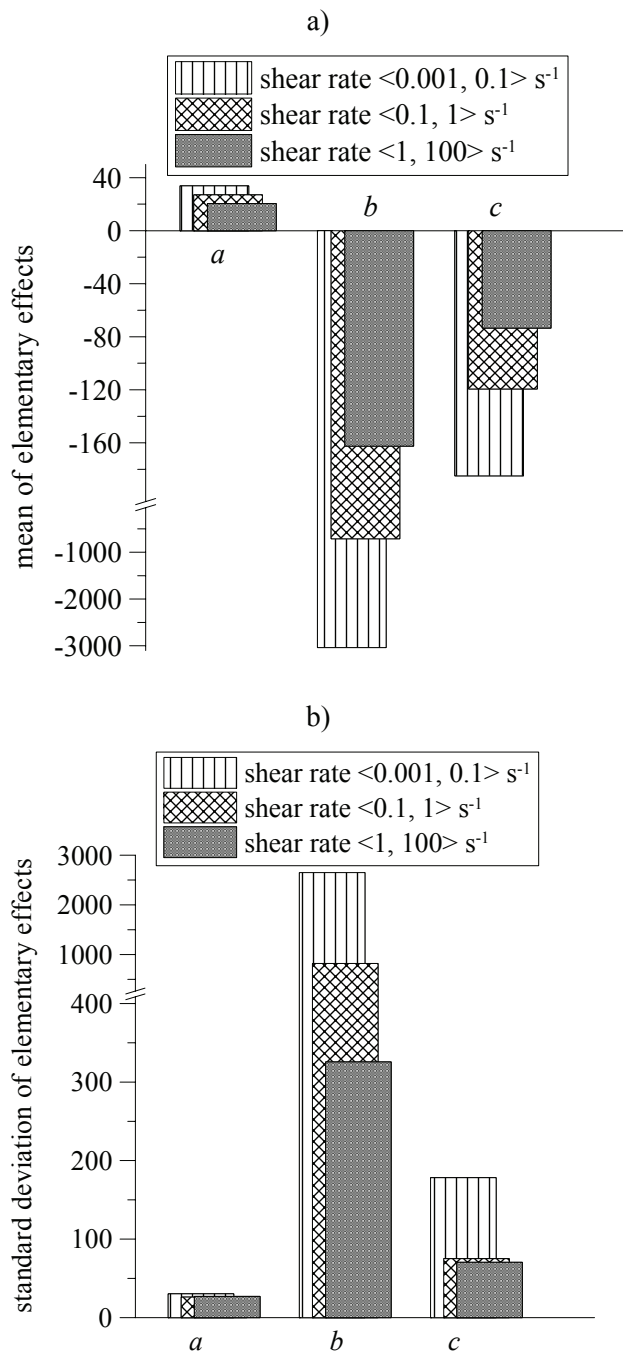 a)
shear rate <0.001, 0.1> s-1
shear rate <0.1, 1> s-1
shear rate <1, 100> s-1
40
0
-40
-80
-120
-160
-1000
-2000
-3000
mean of elementary effects
a
b
c
b)
shear rate <0.001, 0.1> s-1
shear rate <0.1, 1> s-1
shear rate <1, 100> s-1
3000
2000
1000
400
300
200
100
0
standard deviation of elementary effects
a
b
c